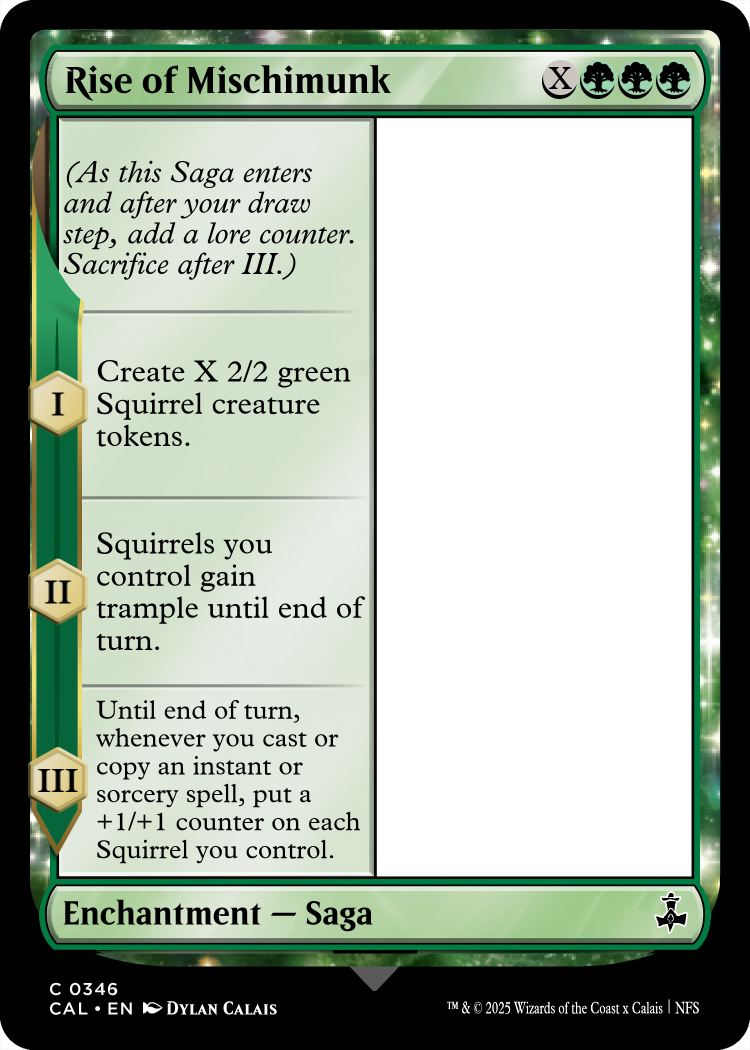 Rise of Mischimunk X
(As this Saga enters
and after your draw
step, add a lore counter.
Sacrifice after III.)
I
Create X 2/2 green
Squirrel creature
tokens.
II
Squirrels you
control gain
trample until end of
turn.
III
Until end of turn,
whenever you cast or
copy an instant or
sorcery spell, put a
+1/+1 counter on each
Squirrel you control.
Enchantment — Saga
C 0346
CAL • EN Dylan Calais
™ & © 2025 Wizards of the Coast x Calais | NFS